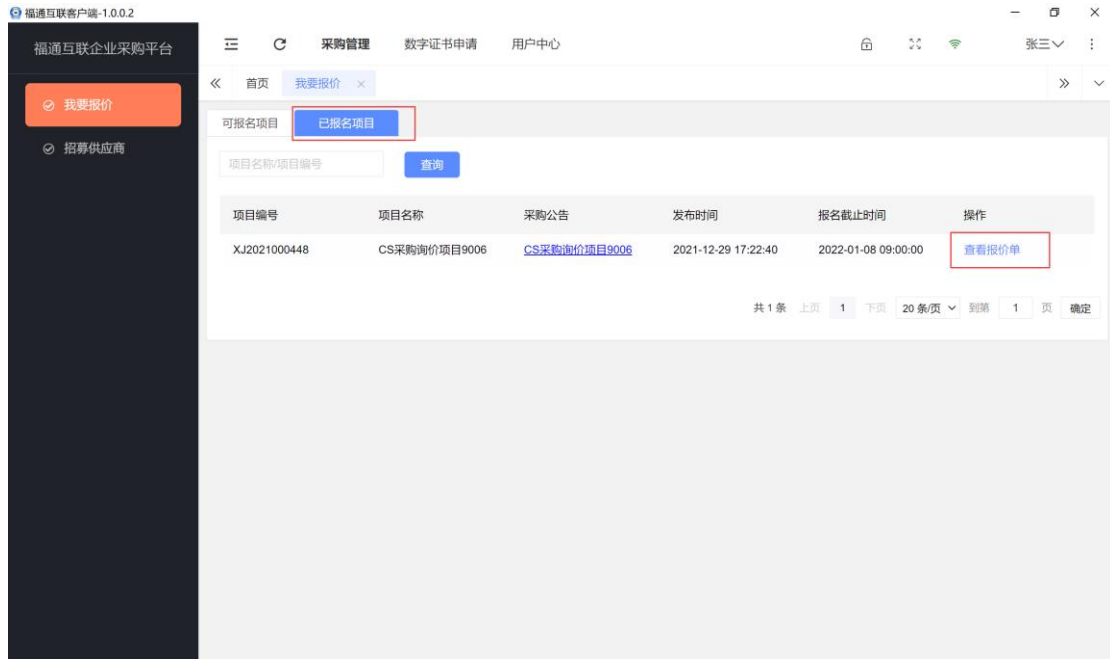 福通互联客户端-1.0.0.2
福通互联企业采购平台
采购管理 数字证书申请 用户中心 张三
首页 我要报价
我要报价
招募供应商
可报名项目 已报名项目
项目名称/项目编号 查询
项目编号 项目名称 采购公告 发布时间 报名截止时间 操作
XJ2021000448 CS采购询价项目9006 CS采购询价项目9006 2021-12-29 17:22:40 2022-01-08 09:00:00 查看报价单
共 1 条 上页 1 下页 20 条/页 到第 1 页 确定